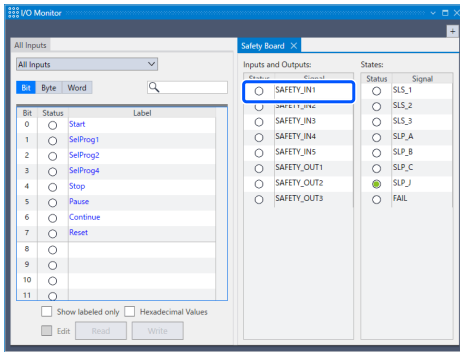 I/O Monitor
All Inputs
Safety Board
All Inputs
Bit Byte Word
Bit Status Label
0 Start
1 SelProg1
2 SelProg2
3 SelProg4
4 Stop
5 Pause
6 Continue
7 Reset
8
9
10
11
Show labeled only Hexadecimal Values
Edit Read Write
Inputs and Outputs:
Status Signal
SAFETY_IN1
SAFETY_IN2
SAFETY_IN3
SAFETY_IN4
SAFETY_IN5
SAFETY_OUT1
SAFETY_OUT2
SAFETY_OUT3
States:
Status Signal
SLS_1
SLS_2
SLS_3
SLP_A
SLP_B
SLP_C
SLP_J
FAIL